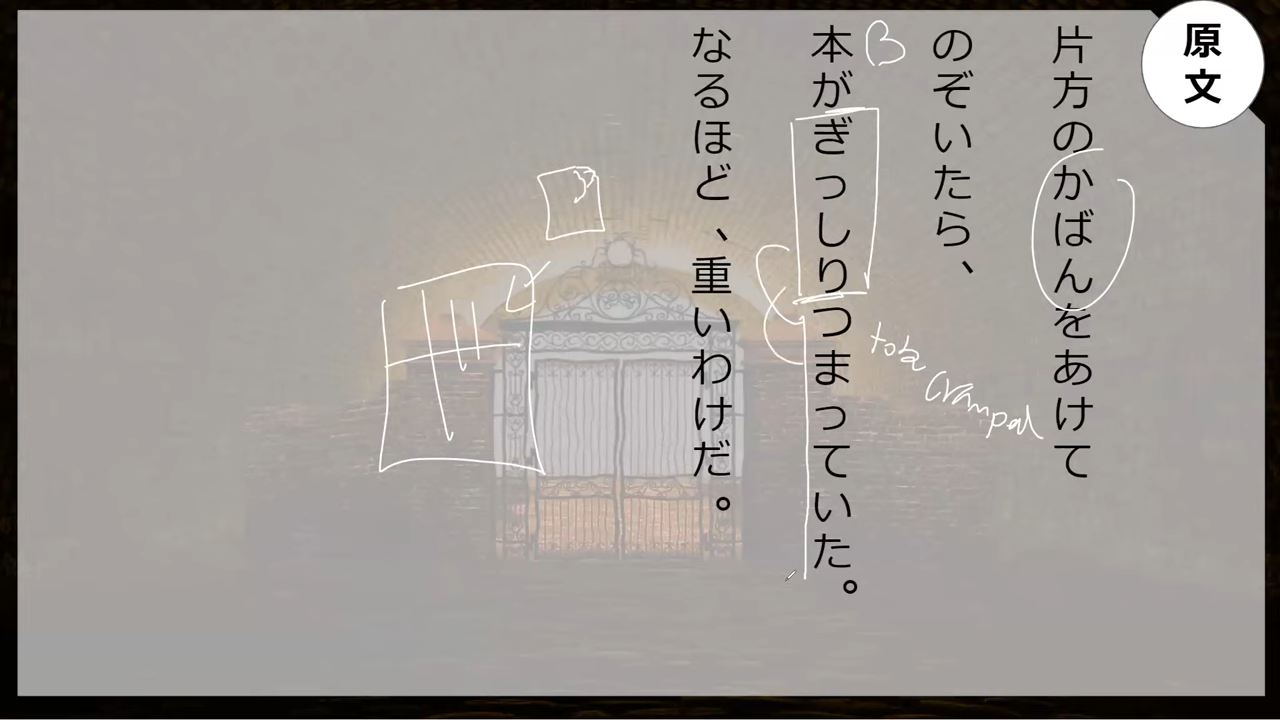 原文
片方のかばんをあけて
のぞいたら、
本がぎっしりつまっていた。
B
なるほど、重いわけだ。